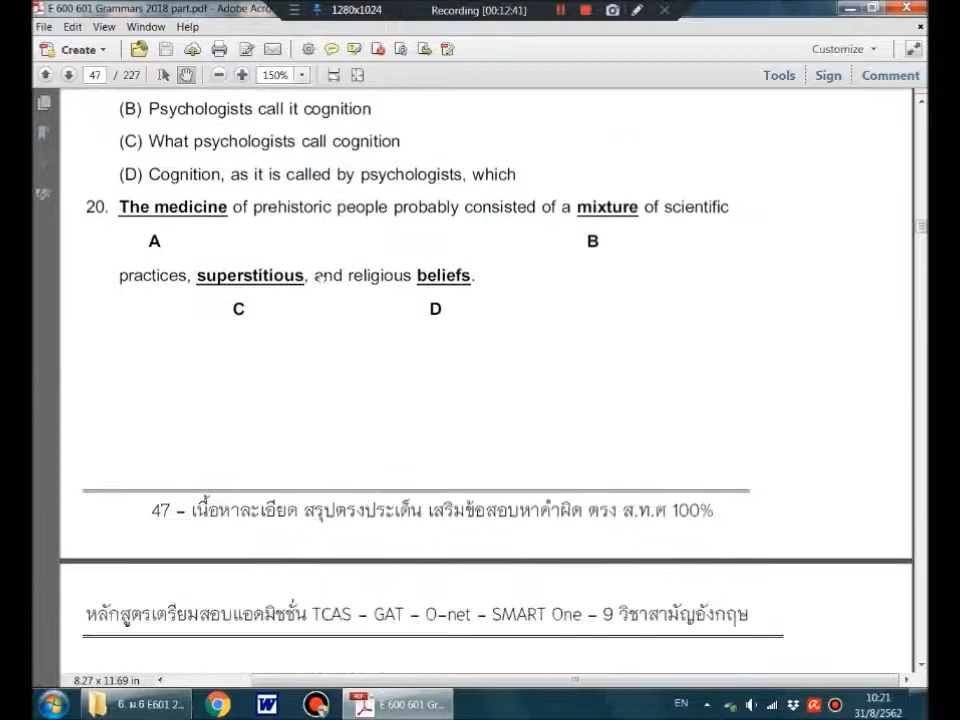 E 600 601 Grammars 2018 part.pdf - Adobe Acro
1280x1024
Recording [00:12:41]
File Edit View Window Help
Create
Customize
47 / 227
150%
Tools Sign Comment
(B) Psychologists call it cognition
(C) What psychologists call cognition
(D) Cognition, as it is called by psychologists, which
20. The medicine of prehistoric people probably consisted of a mixture of scientific
A B
practices, superstitious, and religious beliefs.
C D
47 – เนื้อหาละเอียด สรุปตรงประเด็น เสริมข้อสอบหาคำผิด ตรง ส.ท.ศ 100%
หลักสูตรเตรียมสอบแอดมิชชั่น TCAS – GAT – O-net – SMART One – 9 วิชาสามัญอังกฤษ
8.27 x 11.69 in
6. ม.6 E601 2...
E 600 601 Gr...
EN
10:21
31/8/2562